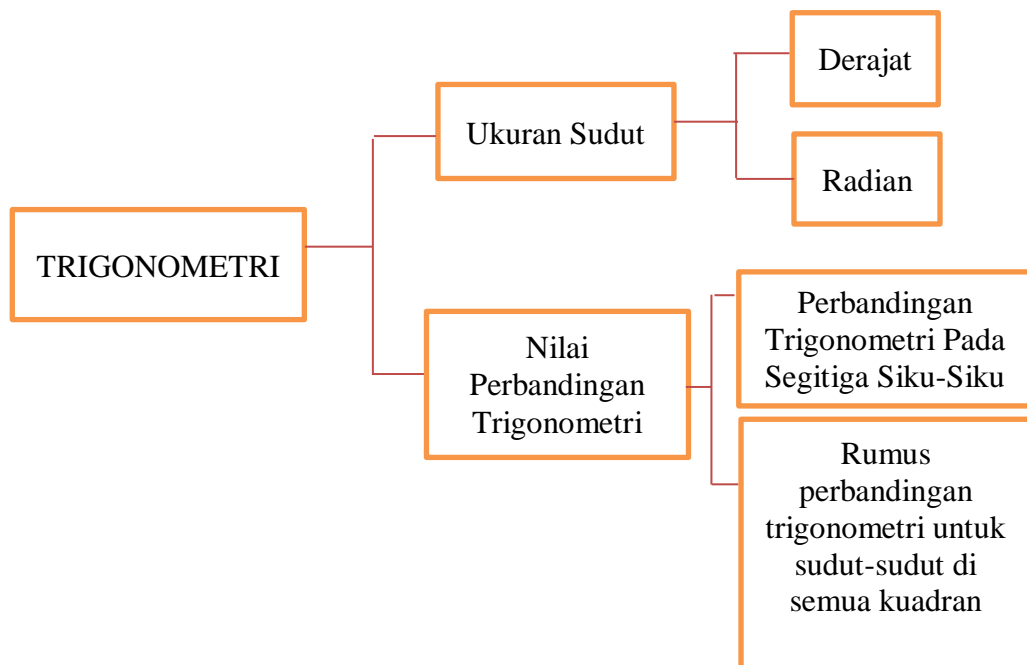 TRIGONOMETRI
Ukuran Sudut
Derajat
Radian
Nilai
Perbandingan
Trigonometri
Perbandingan
Trigonometri Pada
Segitiga Siku-Siku
Rumus
perbandingan
trigonometri untuk
sudut-sudut di
semua kuadran